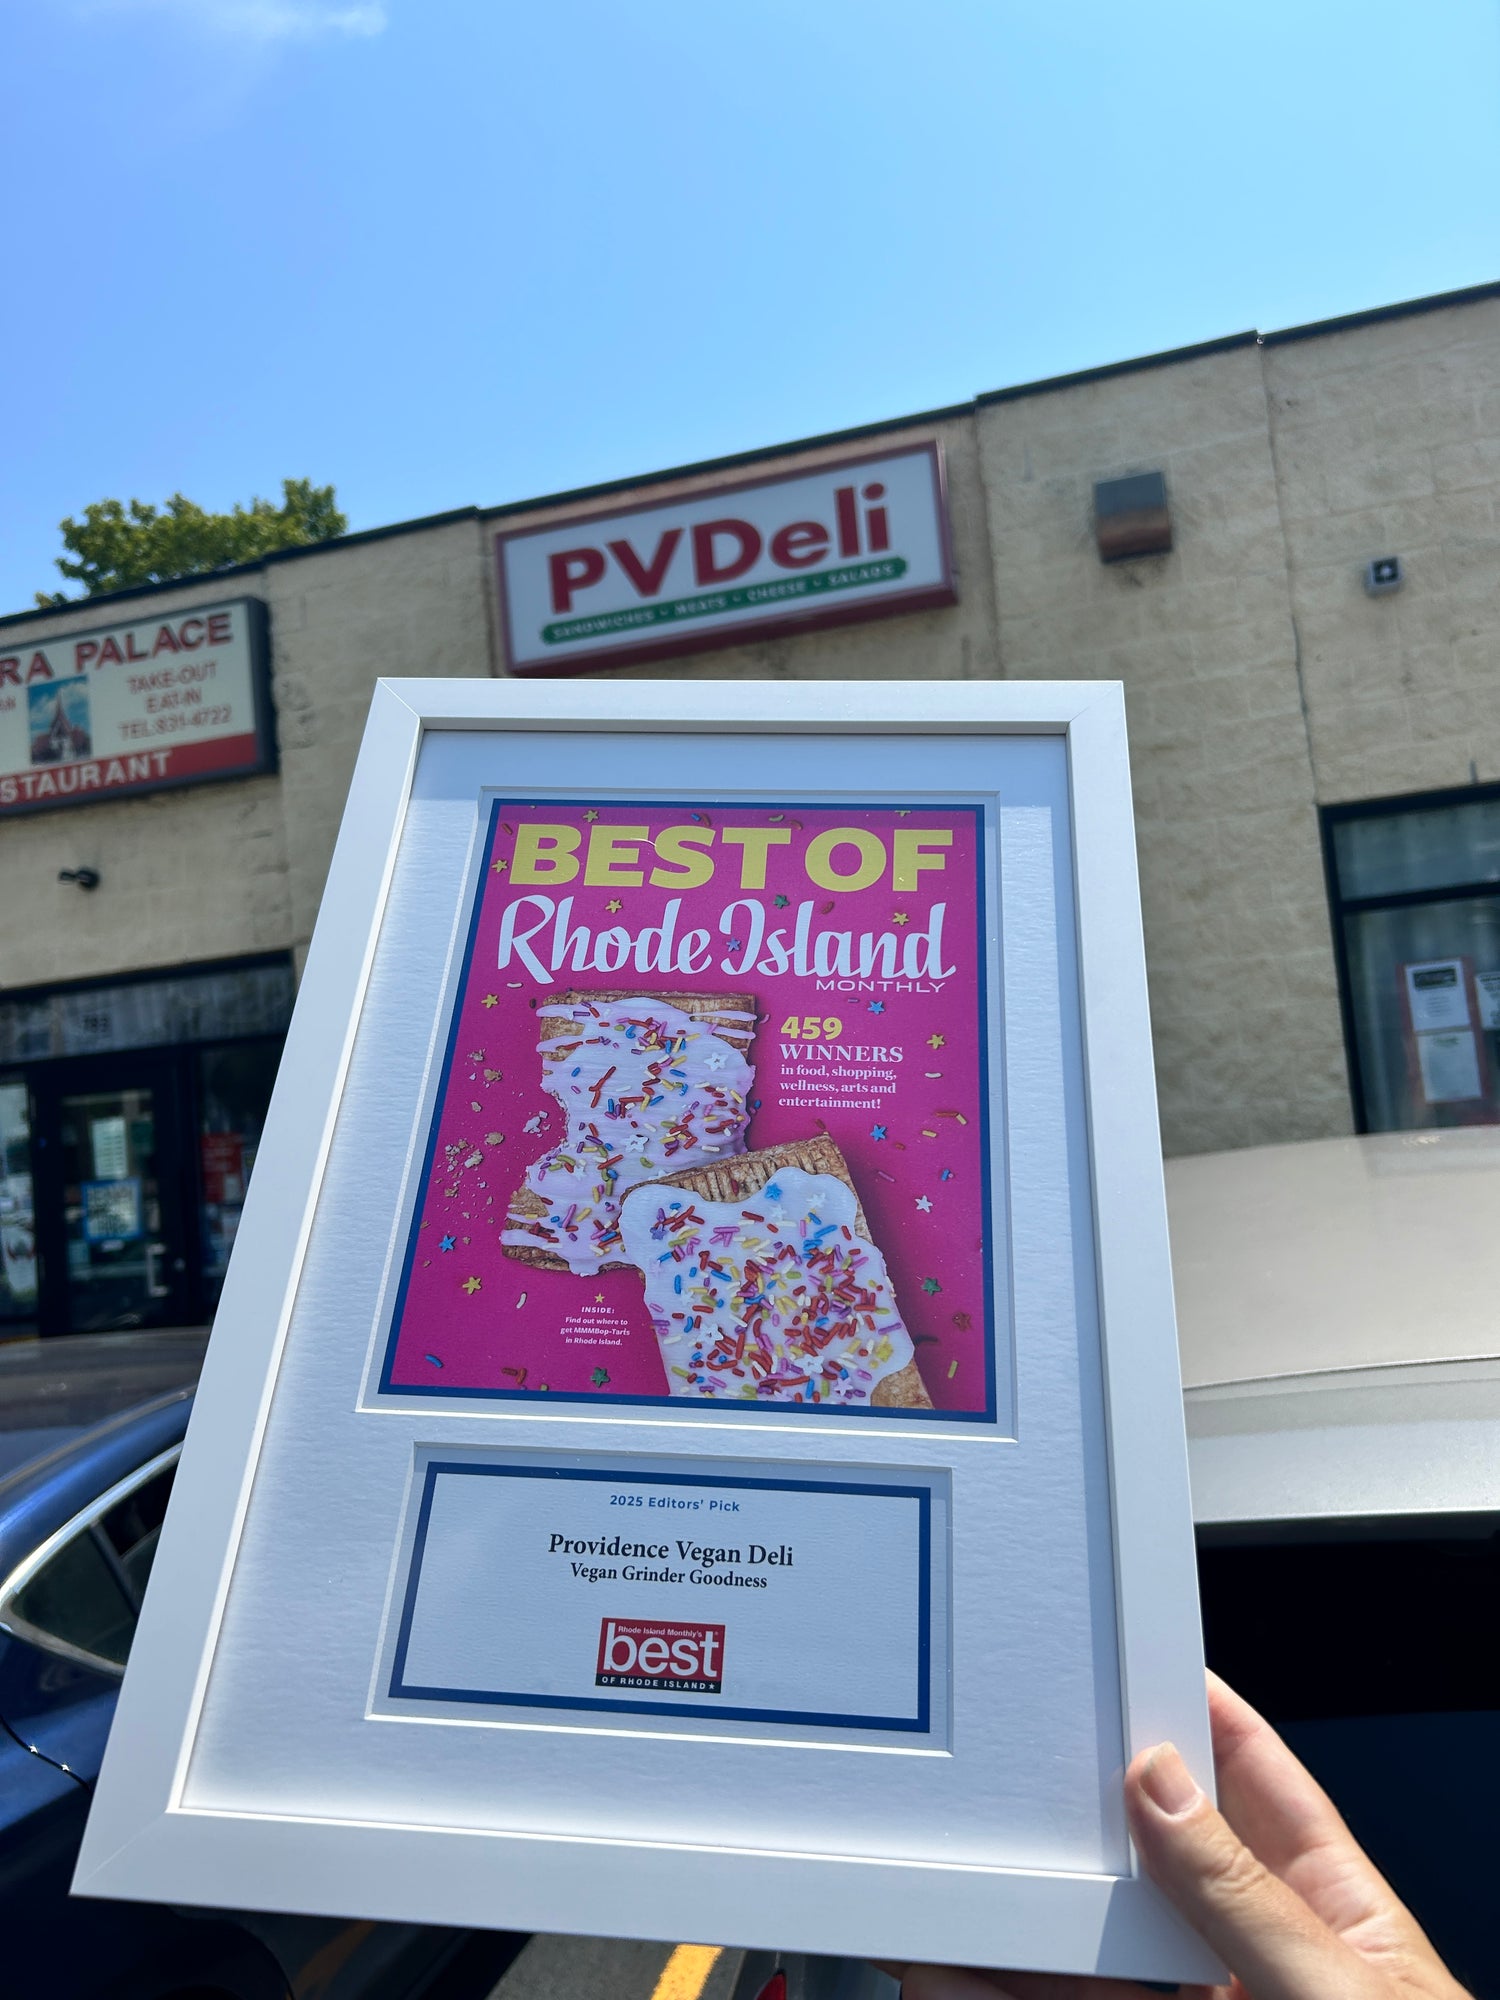 PVDeli
SANDWICHES • MEATS • CHEESE • SALADS
RA PALACE
TAKE-OUT
EAT-IN
TEL:831-4722
STAURANT
BEST OF
Rhode Island
MONTHLY
459
WINNERS
in food, shopping,
wellness, arts and
entertainment!
INSIDE:
Find out where to
get MMMBop-Tarts
in Rhode Island.
2025 Editors' Pick
Providence Vegan Deli
Vegan Grinder Goodness
Rhode Island Monthly's
best
OF RHODE ISLAND★